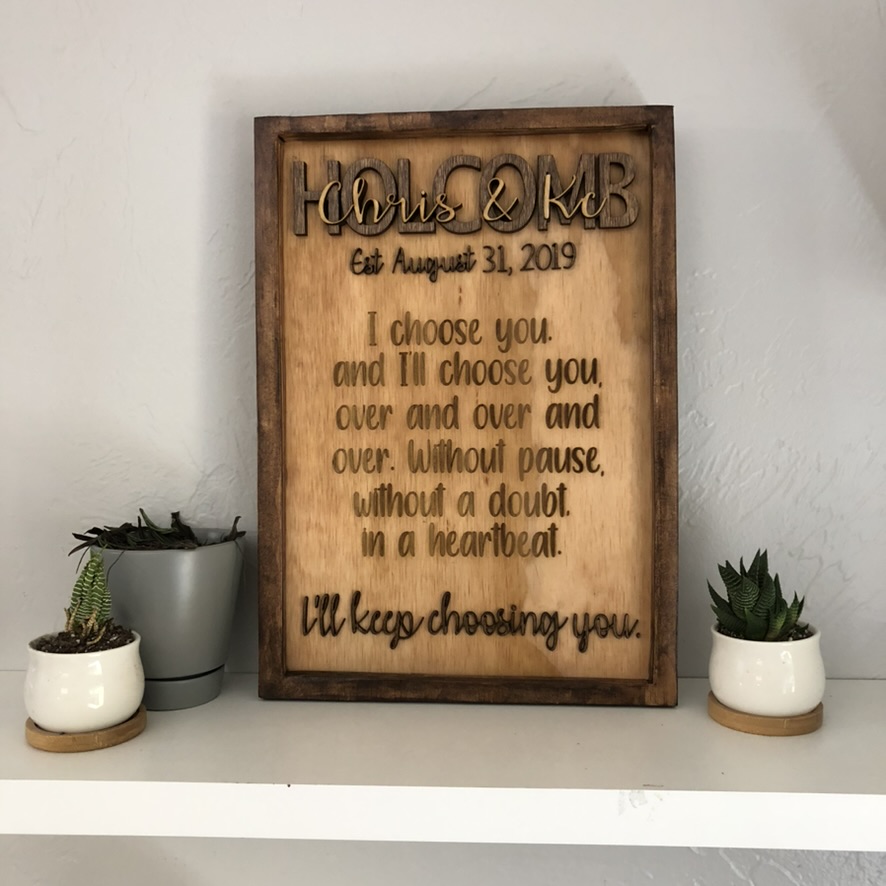 HOLCOMB
Chris & Kc
Est August 31, 2019
I choose you.
and I'll choose you,
over and over and
over. Without pause,
without a doubt.
in a heartbeat.
I'll keep choosing you.